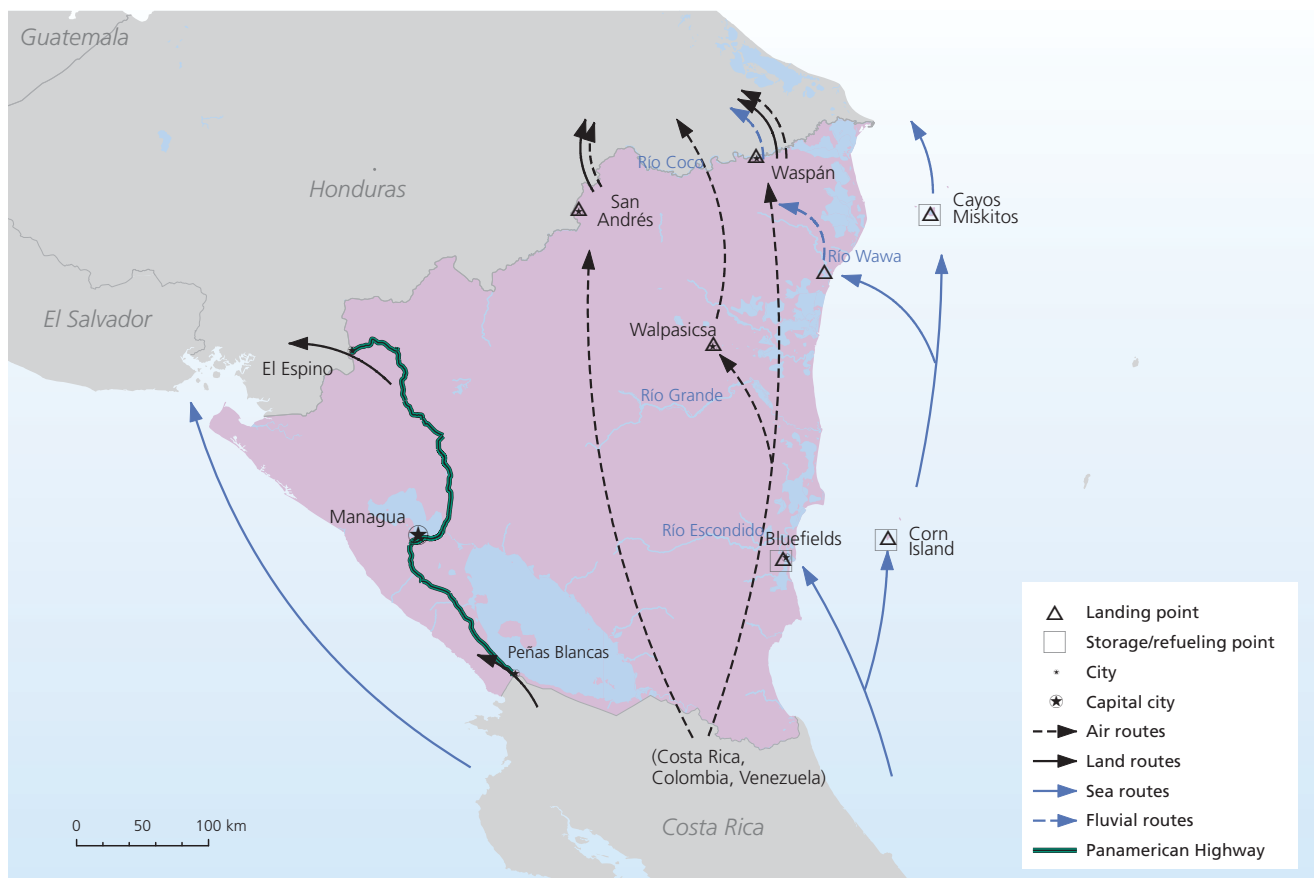 Guatemala
Honduras
El Salvador
Río Coco
Waspán
San
Andrés
Cayos
Miskitos
Río Wawa
Walpasicsa
El Espino
Río Grande
Managua
Río Escondido
Bluefields
Corn
Island
Peñas Blancas
(Costa Rica,
Colombia, Venezuela)
Costa Rica
0 50 100 km
Landing point
Storage/refueling point
City
Capital city
Air routes
Land routes
Sea routes
Fluvial routes
Panamerican Highway